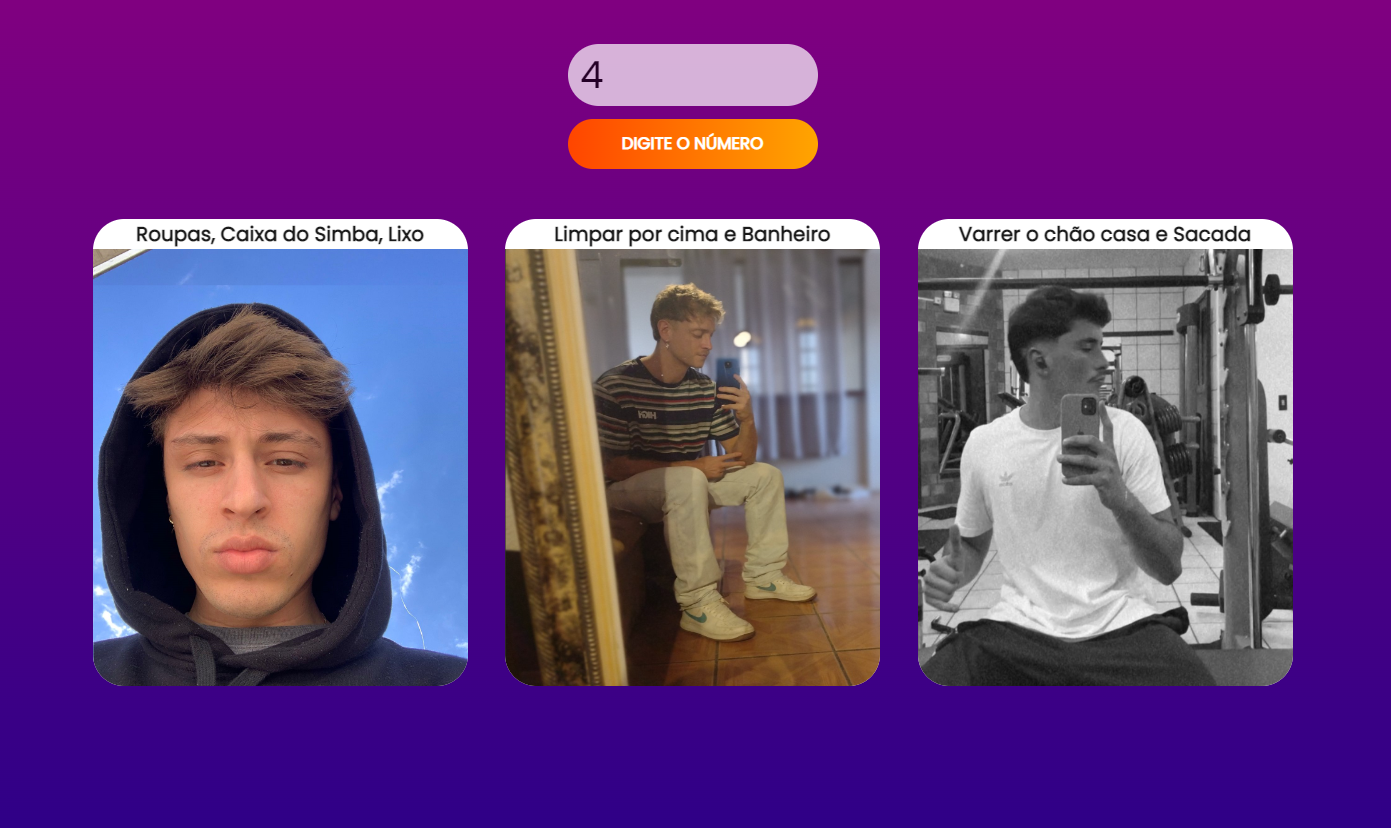 4
DIGITE O NÚMERO
Roupas, Caixa do Simba, Lixo
Limpar por cima e Banheiro
Varrer o chão casa e Sacada